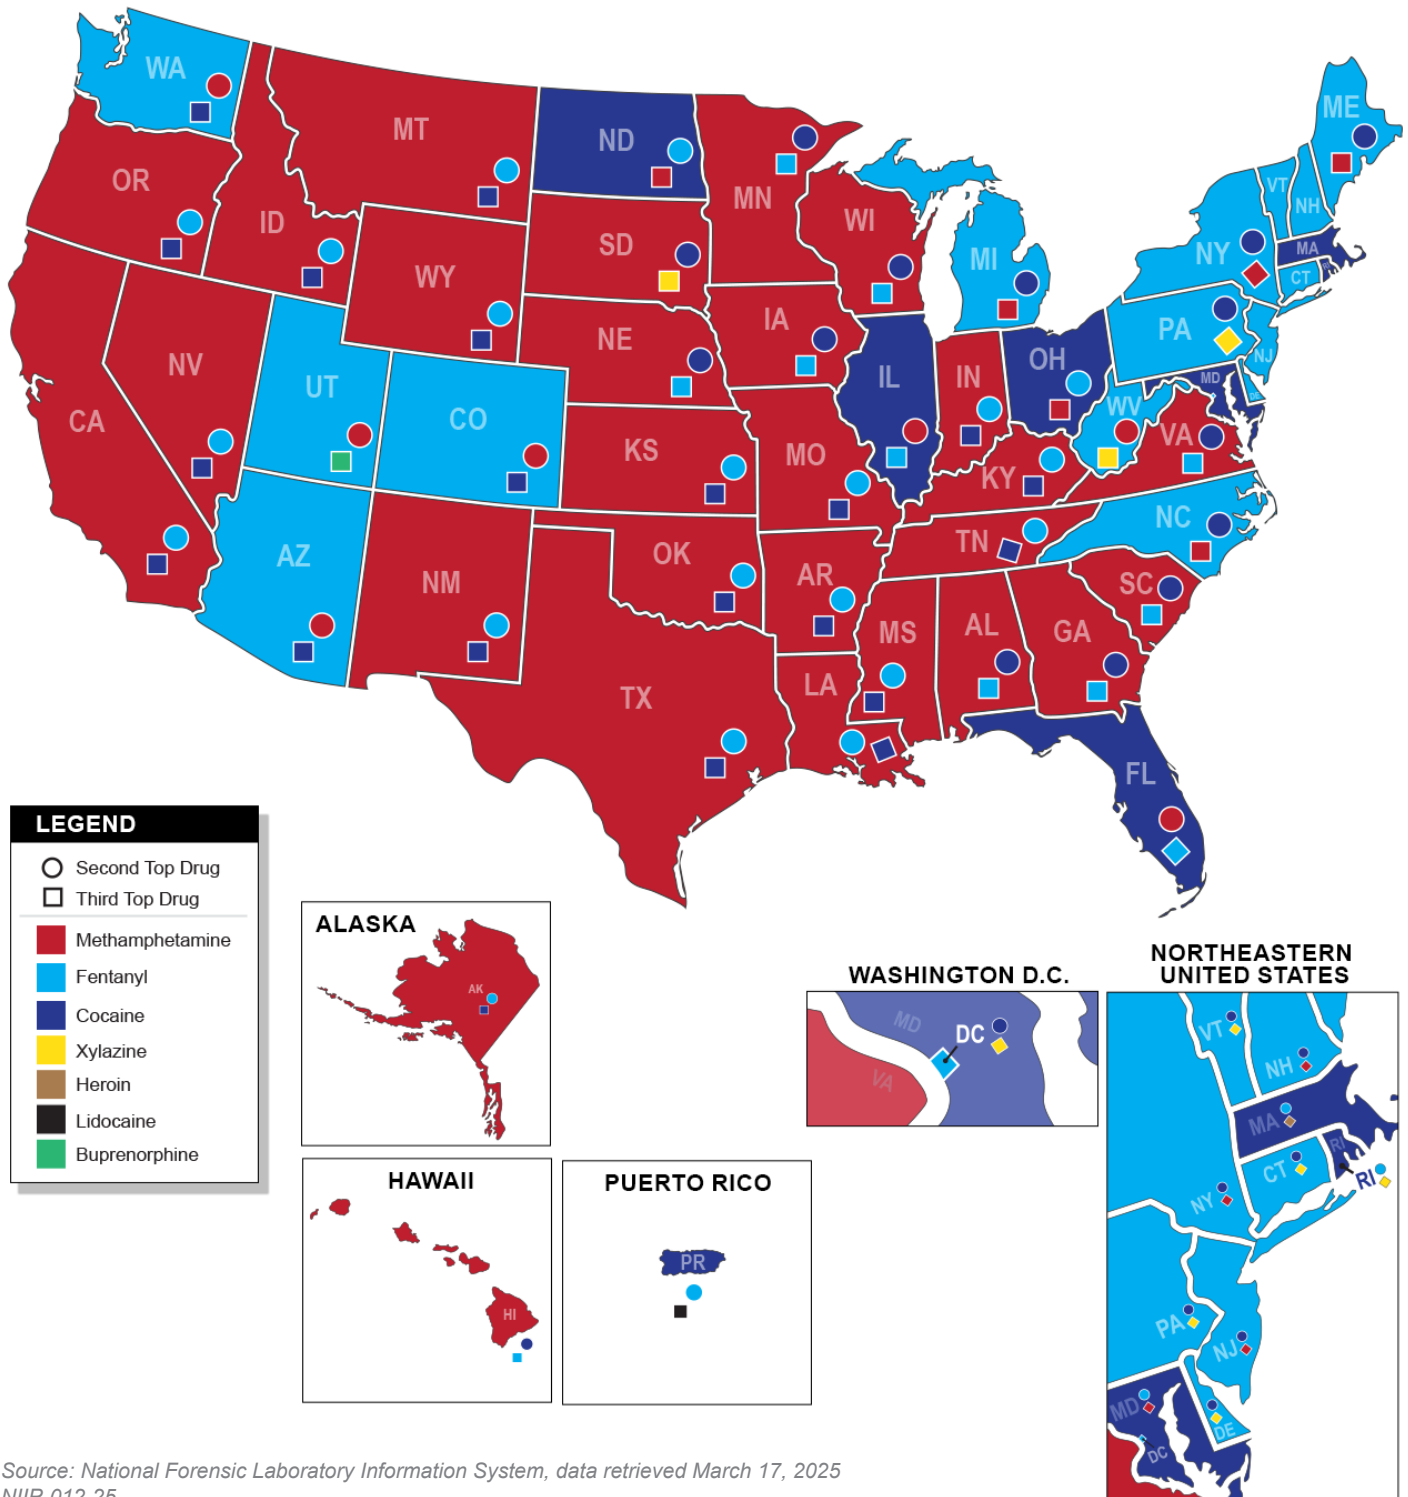 WA
MT
ND
ME
OR
ID
MN
VT
NH
WI
SD
NY
MA
MI
CT
WY
IA
PA
NE
NJ
NV
OH
UT
IL
IN
MD
CO
WV
DE
CA
KS
MO
VA
KY
NC
AZ
OK
TN
NM
AR
SC
MS
AL
GA
LA
TX
FL
LEGEND
Second Top Drug
Third Top Drug
Methamphetamine
Fentanyl
Cocaine
Xylazine
Heroin
Lidocaine
Buprenorphine
ALASKA
AK
HAWAII
HI
PUERTO RICO
PR
WASHINGTON D.C.
MD
DC
VA
NORTHEASTERN
UNITED STATES
VT
NH
MA
RI
CT
RI
NY
PA
NJ
MD
DE
DC
Source: National Forensic Laboratory Information System, data retrieved March 17, 2025
NIIR 012-25